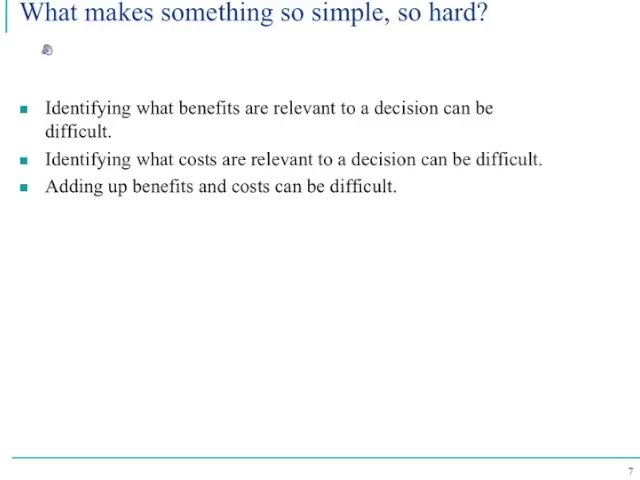 What makes something so simple, so hard?
Identifying what benefits are relevant to a decision can be
difficult.
Identifying what costs are relevant to a decision can be difficult.
Adding up benefits and costs can be difficult.
7